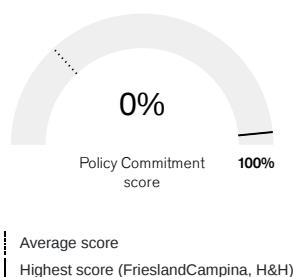 0%
Policy Commitment 100%
score
Average score
Highest score (FrieslandCampina, H&H)